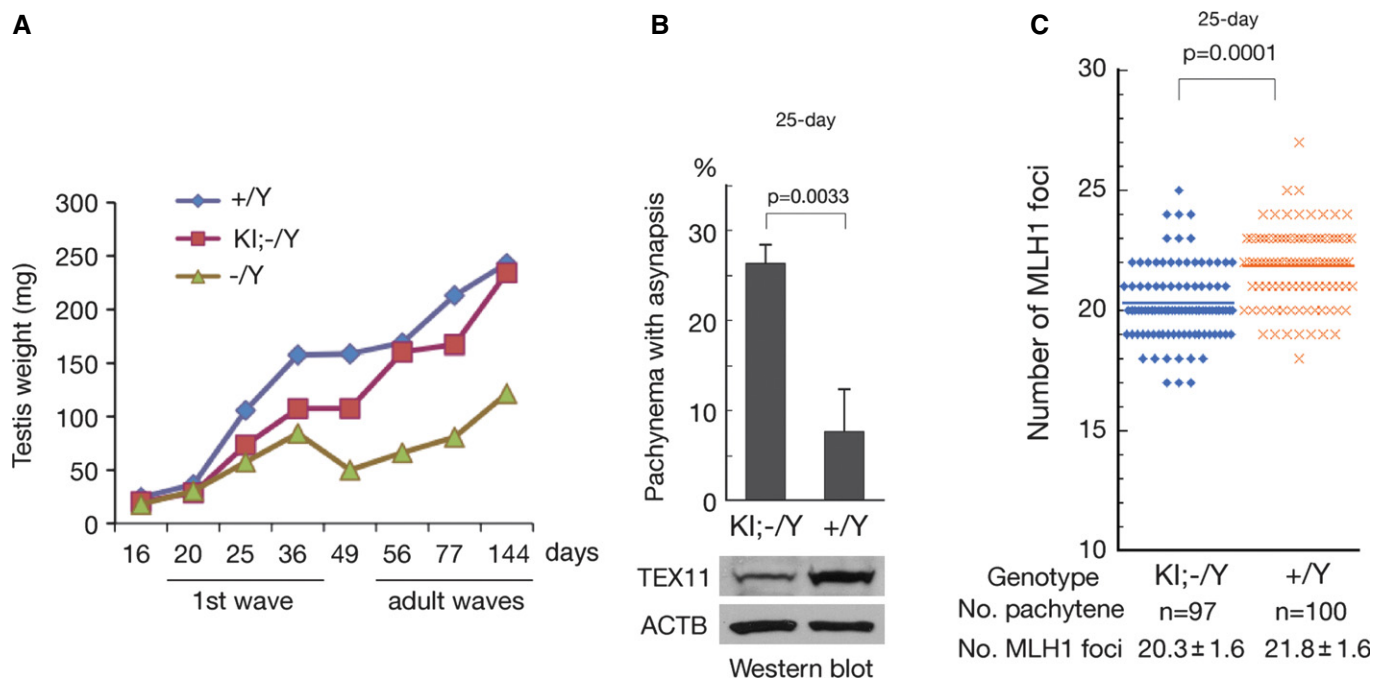 A
300
250
200
150
100
50
0
Testis weight (mg)
+/Y
KI;-/Y
-/Y
16 20 25 36 49 56 77 144 days
1st wave
adult waves
B
25-day
%
p=0.0033
30
20
10
0
Pachynema with asynapsis
KI;-/Y +/Y
TEX11
ACTB
Western blot
C
25-day
p=0.0001
30
25
20
15
10
Number of MLH1 foci
Genotype KI;-/Y +/Y
No. pachytene n=97 n=100
No. MLH1 foci 20.3±1.6 21.8±1.6